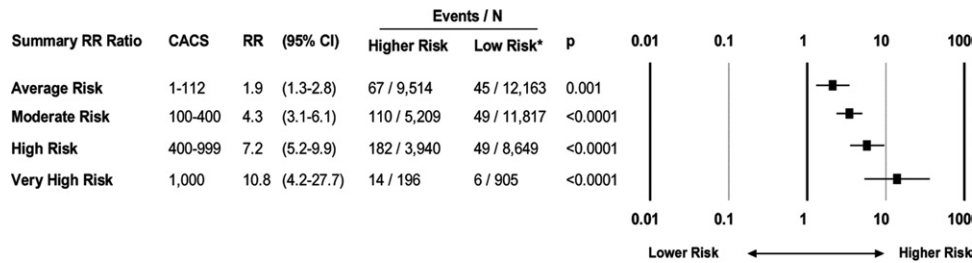 Events / N
Summary RR Ratio CACS RR (95% CI) Higher Risk Low Risk* p 0.01 0.1 1 10 100
Average Risk 1-112 1.9 (1.3-2.8) 67 / 9,514 45 / 12,163 0.001
Moderate Risk 100-400 4.3 (3.1-6.1) 110 / 5,209 49 / 11,817 <0.0001
High Risk 400-999 7.2 (5.2-9.9) 182 / 3,940 49 / 8,649 <0.0001
Very High Risk 1,000 10.8 (4.2-27.7) 14 / 196 6 / 905 <0.0001
0.01 0.1 1 10 100
Lower Risk Higher Risk